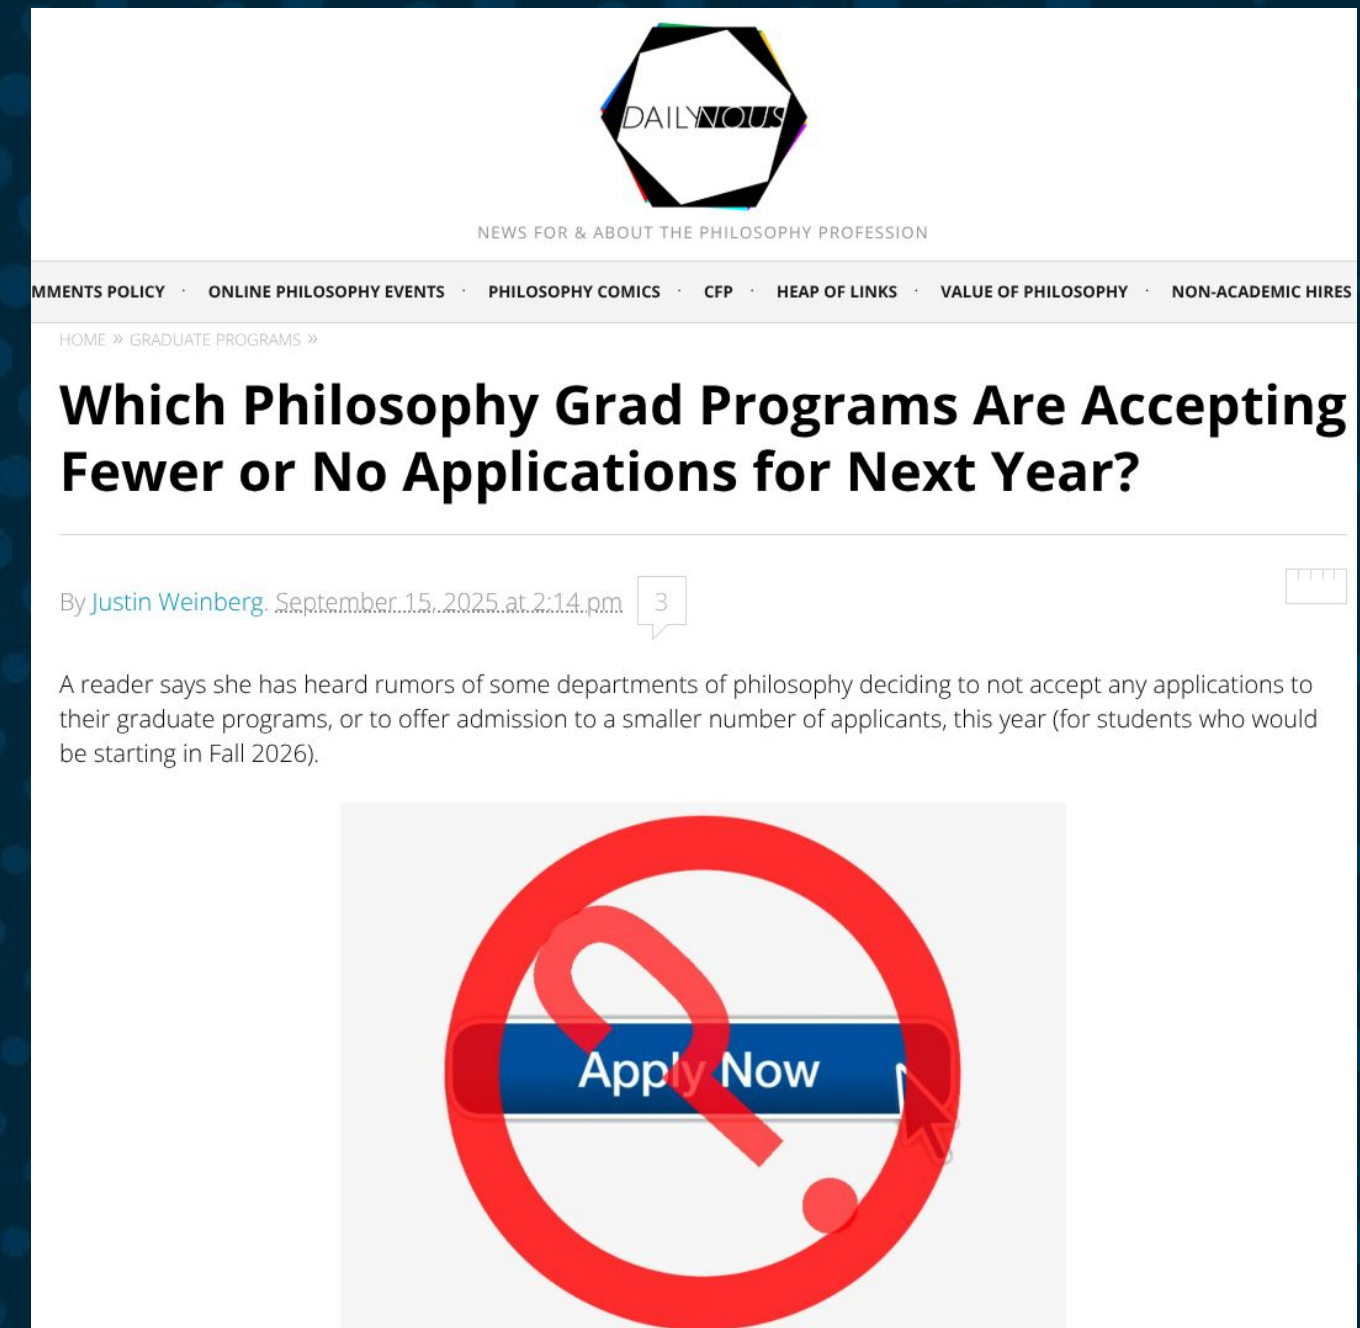 DAILYNOUS
NEWS FOR & ABOUT THE PHILOSOPHY PROFESSION
MMENTS POLICY · ONLINE PHILOSOPHY EVENTS · PHILOSOPHY COMICS · CFP · HEAP OF LINKS · VALUE OF PHILOSOPHY · NON-ACADEMIC HIRES
HOME » GRADUATE PROGRAMS »
Which Philosophy Grad Programs Are Accepting
Fewer or No Applications for Next Year?
By Justin Weinberg. September 15, 2025 at 2:14 pm 3
A reader says she has heard rumors of some departments of philosophy deciding to not accept any applications to
their graduate programs, or to offer admission to a smaller number of applicants, this year (for students who would
be starting in Fall 2026).
Apply Now
?